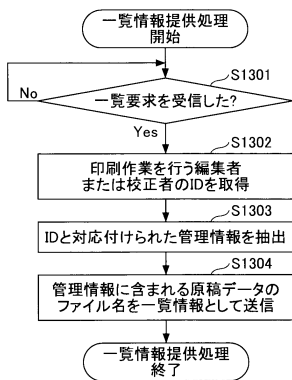 一覧情報提供処理
開始
S1301
No
一覧要求を受信した?
Yes
S1302
印刷作業を行う編集者
または校正者のIDを取得
S1303
IDと対応付けられた管理情報を抽出
S1304
管理情報に含まれる原稿データの
ファイル名を一覧情報として送信
一覧情報提供処理
終了